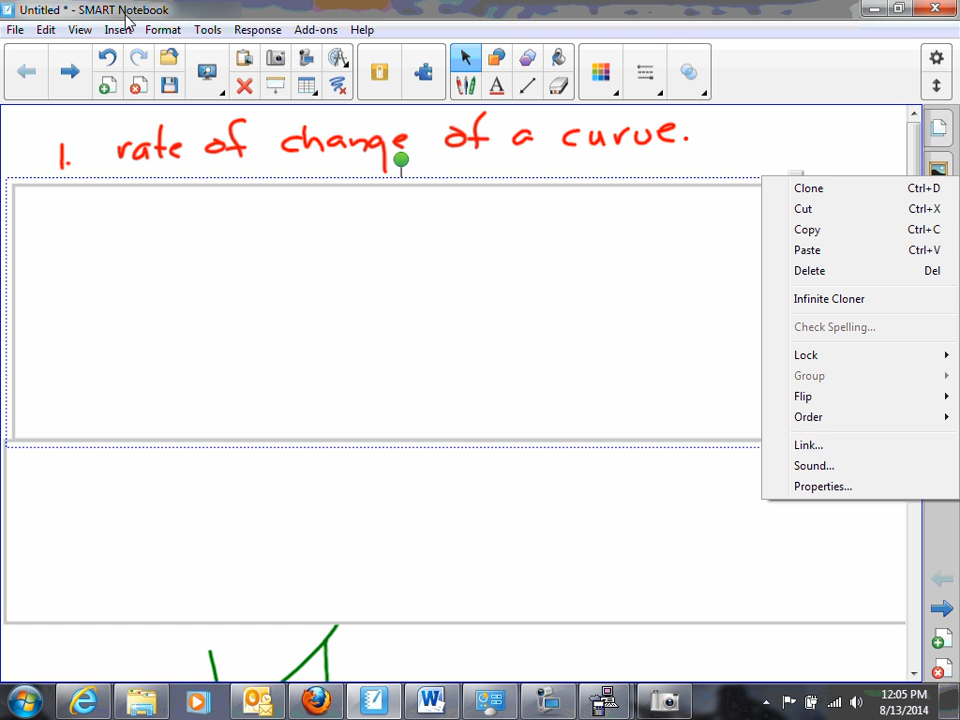 Untitled * - SMART Notebook
File Edit View Insert Format Tools Response Add-ons Help
1. rate of change of a curve.
Clone Ctrl+D
Cut Ctrl+X
Copy Ctrl+C
Paste Ctrl+V
Delete Del
Infinite Cloner
Check Spelling...
Lock
Group
Flip
Order
Link...
Sound...
Properties...
12:05 PM
8/13/2014